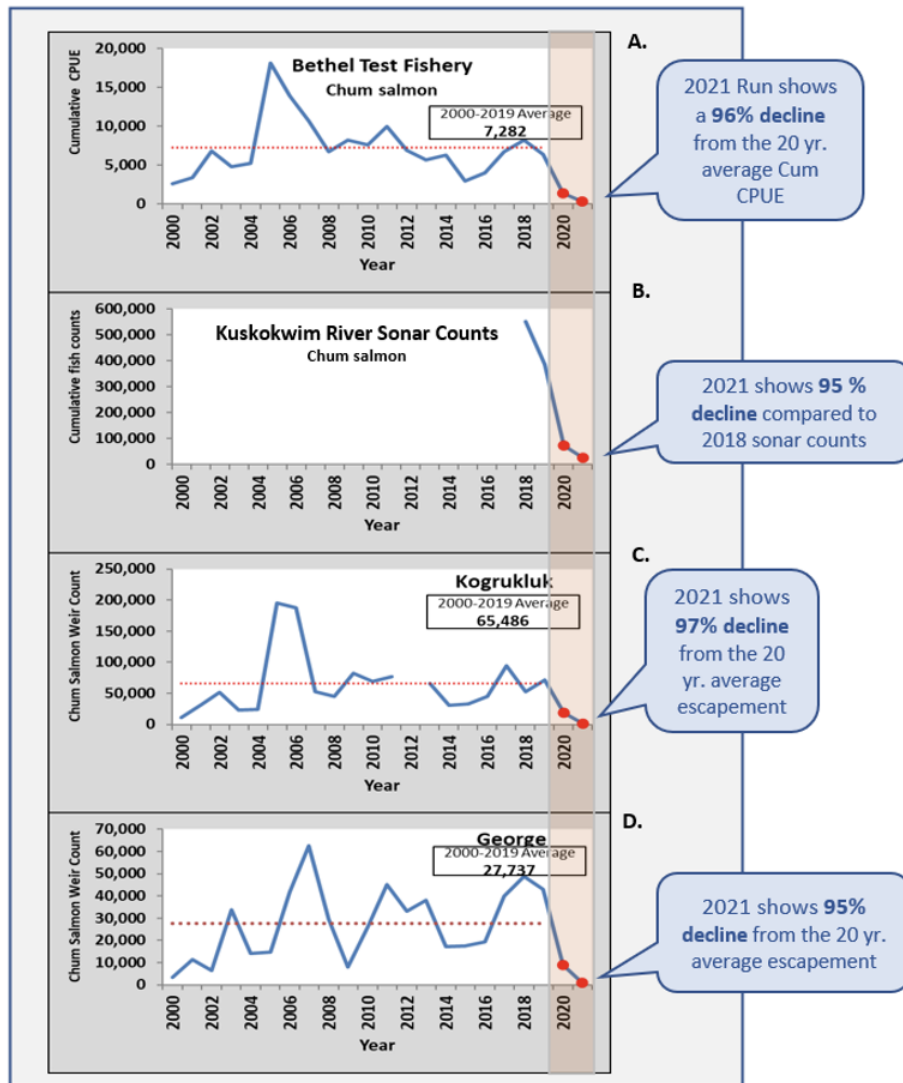 A.
20,000
15,000
10,000
5,000
0
Cumulative CPUE
Bethel Test Fishery
Chum salmon
2000-2019 Average
7,282
2000 2002 2004 2006 2008 2010 2012 2014 2016 2018 2020
Year
2021 Run shows
a 96% decline
from the 20 yr.
average Cum
CPUE
B.
600,000
500,000
400,000
300,000
200,000
100,000
0
Cumulative fish counts
Kuskokwim River Sonar Counts
Chum salmon
2000 2002 2004 2006 2008 2010 2012 2014 2016 2018 2020
Year
2021 shows 95 %
decline compared to
2018 sonar counts
C.
250,000
200,000
150,000
100,000
50,000
0
Chum Salmon Weir Count
Kogrukluk
2000-2019 Average
65,486
2000 2002 2004 2006 2008 2010 2012 2014 2016 2018 2020
Year
2021 shows
97% decline
from the 20
yr. average
escapement
D.
70,000
60,000
50,000
40,000
30,000
20,000
10,000
0
Chum Salmon Weir Count
George
2000-2019 Average
27,737
2000 2002 2004 2006 2008 2010 2012 2014 2016 2018 2020
Year
2021 shows 95%
decline from the 20 yr.
average escapement